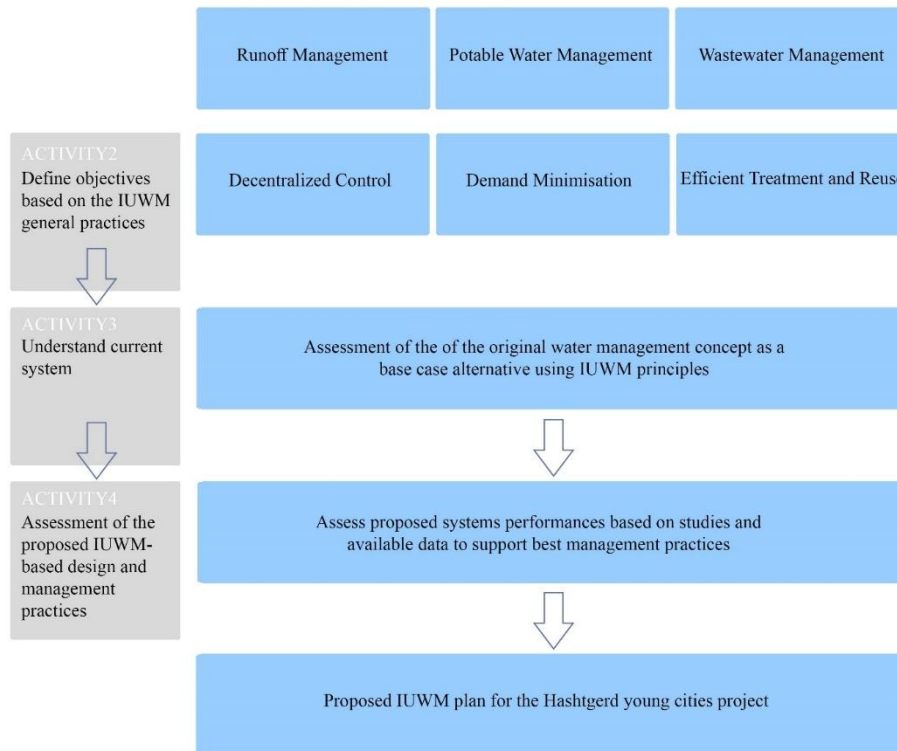 Runoff Management
Potable Water Management
Wastewater Management
ACTIVITY2
Define objectives
based on the IUWM
general practices
Decentralized Control
Demand Minimisation
Efficient Treatment and Reuse
ACTIVITY3
Understand current
system
Assessment of the of the original water management concept as a
base case alternative using IUWM principles
ACTIVITY4
Assessment of the
proposed IUWM-
based design and
management
practices
Assess proposed systems performances based on studies and
available data to support best management practices
Proposed IUWM plan for the Hashtgerd young cities project